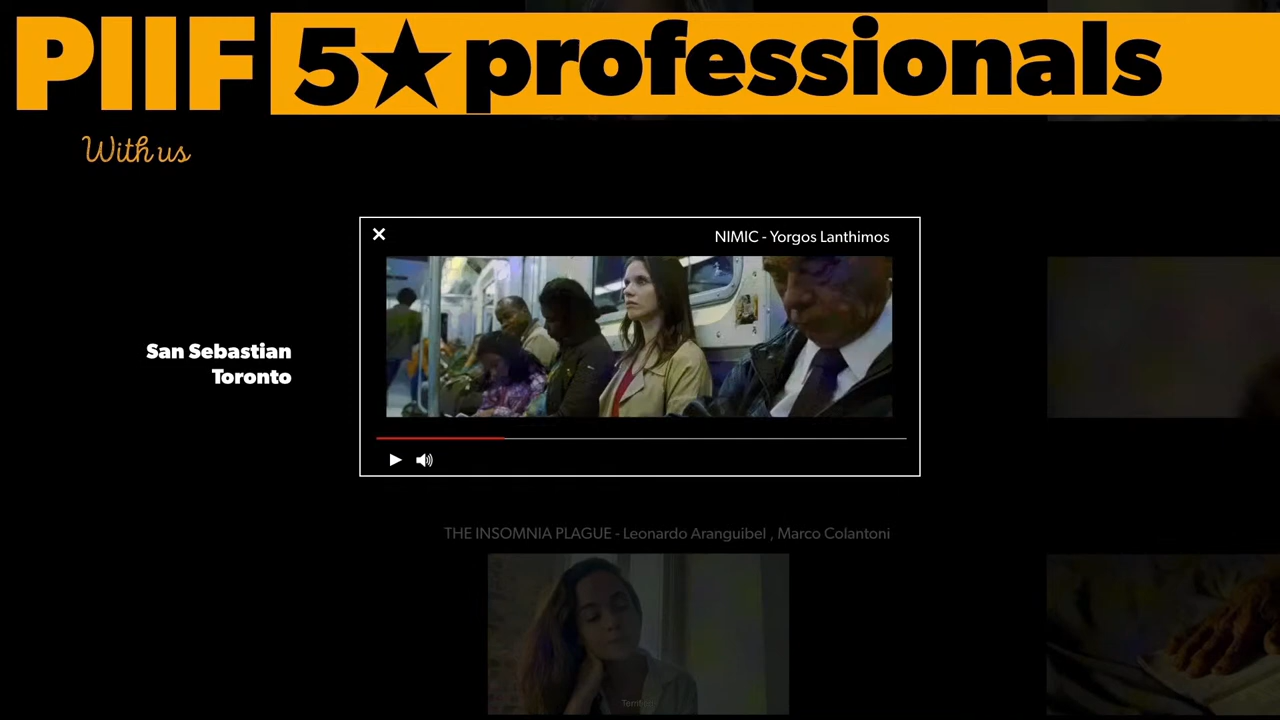 PIIF 5★professionals
With us
NIMIC - Yorgos Lanthimos
San Sebastian
Toronto
THE INSOMNIA PLAGUE - Leonardo Aranguibel , Marco Colantoni